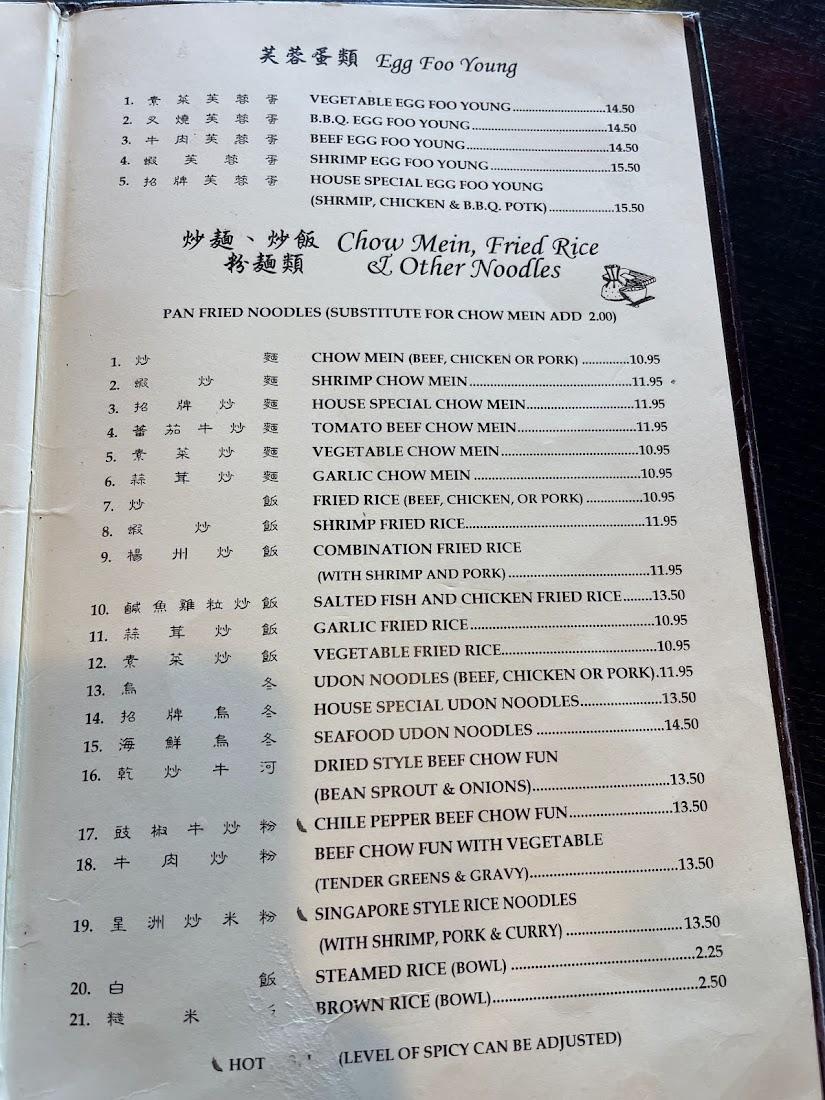 芙蓉蛋類 Egg Foo Young
1. 素菜芙蓉蛋 VEGETABLE EGG FOO YOUNG 14.50
2. 叉燒芙蓉蛋 B.B.Q. EGG FOO YOUNG 14.50
3. 牛肉芙蓉蛋 BEEF EGG FOO YOUNG 14.50
4. 蝦芙蓉蛋 SHRIMP EGG FOO YOUNG 15.50
5. 招牌芙蓉蛋 HOUSE SPECIAL EGG FOO YOUNG
(SHRMIP, CHICKEN & B.B.Q. POTK) 15.50
炒麵、炒飯 Chow Mein, Fried Rice
粉麵類 & Other Noodles
PAN FRIED NOODLES (SUBSTITUTE FOR CHOW MEIN ADD 2.00)
1. 炒麵 CHOW MEIN (BEEF, CHICKEN OR PORK) 10.95
2. 蝦炒麵 SHRIMP CHOW MEIN 11.95
3. 招牌炒麵 HOUSE SPECIAL CHOW MEIN 11.95
4. 蕃茄牛炒麵 TOMATO BEEF CHOW MEIN 11.95
5. 素菜炒麵 VEGETABLE CHOW MEIN 10.95
6. 蒜茸炒麵 GARLIC CHOW MEIN 10.95
7. 炒飯 FRIED RICE (BEEF, CHICKEN, OR PORK) 10.95
8. 蝦炒飯 SHRIMP FRIED RICE 11.95
9. 楊州炒飯 COMBINATION FRIED RICE
(WITH SHRIMP AND PORK) 11.95
10. 鹹魚雞粒炒飯 SALTED FISH AND CHICKEN FRIED RICE 13.50
11. 蒜茸炒飯 GARLIC FRIED RICE 10.95
12. 素菜炒飯 VEGETABLE FRIED RICE 10.95
13. 烏冬 UDON NOODLES (BEEF, CHICKEN OR PORK) 11.95
14. 招牌烏冬 HOUSE SPECIAL UDON NOODLES 13.50
15. 海鮮烏冬 SEAFOOD UDON NOODLES 14.50
16. 乾炒牛河 DRIED STYLE BEEF CHOW FUN
(BEAN SPROUT & ONIONS) 13.50
17. 豉椒牛炒粉 CHILE PEPPER BEEF CHOW FUN 13.50
18. 牛肉炒粉 BEEF CHOW FUN WITH VEGETABLE
(TENDER GREENS & GRAVY) 13.50
19. 星洲炒米粉 SINGAPORE STYLE RICE NOODLES
(WITH SHRIMP, PORK & CURRY) 13.50
20. 白飯 STEAMED RICE (BOWL) 2.25
21. 糙米 BROWN RICE (BOWL) 2.50
HOT (LEVEL OF SPICY CAN BE ADJUSTED)